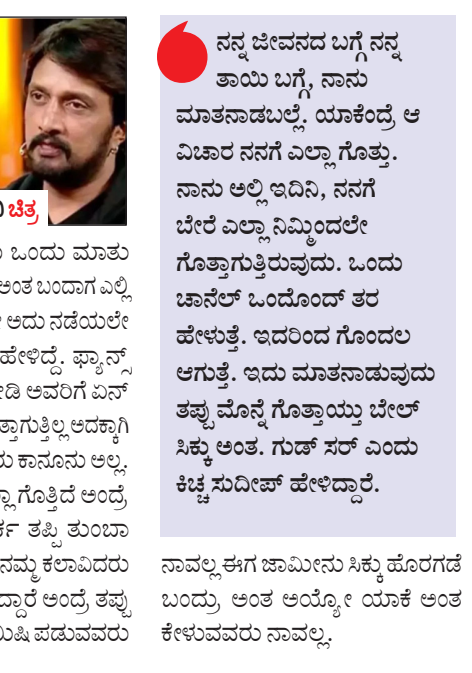 ಚಿತ್ರ
ಒಂದು ಮಾತು
ಅಂತ ಬಂದಾಗ ಎಲ್ಲಿ
ಅದು ನಡೆಯಲೇ
ಹೇಳಿದ್ದೆ. ಫ್ಯಾನ್ಸ್
ಅವರಿಗೆ ಏನ್
ಅದಕ್ಕಾಗಿ
ಕಾನೂನು ಅಲ್ಲ.
ಗೊತ್ತಿದೆ ಅಂದ್ರೆ
ತಪ್ಪಿ ತುಂಬಾ
ನಮ್ಮ ಕಲಾವಿದರು
ಅಂದ್ರೆ ತಪ್ಪು
ಪಡುವವರು
ನನ್ನ ಜೀವನದ ಬಗ್ಗೆ ನನ್ನ
ತಾಯಿ ಬಗ್ಗೆ, ನಾನು
ಮಾತನಾಡಬಲ್ಲೆ. ಯಾಕೆಂದ್ರೆ ಆ
ವಿಚಾರ ನನಗೆ ಎಲ್ಲಾ ಗೊತ್ತು.
ನಾನು ಅಲ್ಲಿ ಇದಿನಿ, ನನಗೆ
ಬೇರೆ ಎಲ್ಲಾ ನಿಮ್ಮಿಂದಲೇ
ಗೊತ್ತಾಗುತ್ತಿರುವುದು. ಒಂದು
ಚಾನೆಲ್ ಒಂದೊಂದ್ ತರ
ಹೇಳುತ್ತೆ. ಇದರಿಂದ ಗೊಂದಲ
ಆಗುತ್ತೆ. ಇದು ಮಾತನಾಡುವುದು
ತಪ್ಪು ಮೊನ್ನೆ ಗೊತ್ತಾಯ್ತು ಬೇಲ್
ಸಿಕ್ಕು ಅಂತ. ಗುಡ್ ಸರ್ ಎಂದು
ಕಿಚ್ಚ ಸುದೀಪ್ ಹೇಳಿದ್ದಾರೆ.
ನಾವಲ್ಲ ಈಗ ಜಾಮೀನು ಸಿಕ್ಕು ಹೊರಗಡೆ
ಬಂದ್ರು ಅಂತ ಅಯ್ಯೋ ಯಾಕೆ ಅಂತ
ಕೇಳುವವರು ನಾವಲ್ಲ.